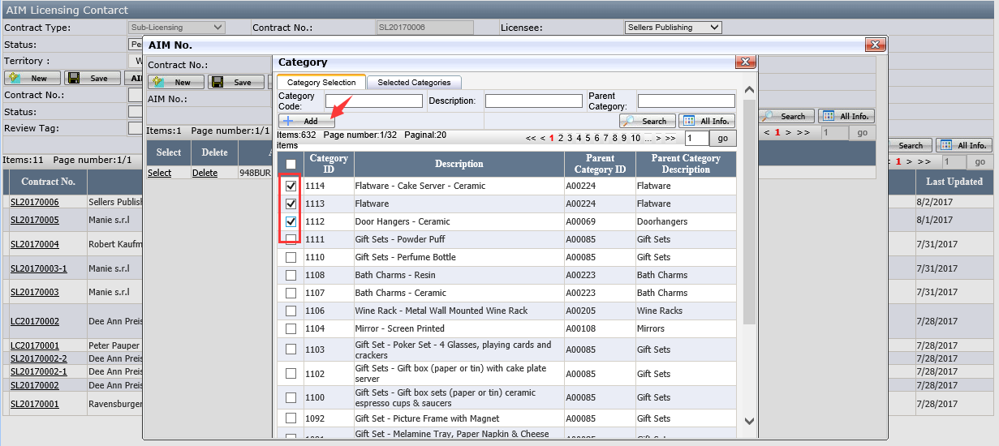 AIM Licensing Contarct
Contract Type: Sub-Licensing Contract No.: SL20170006 Licensee: Sellers Publishing
Status:
Territory :
New Save
Contract No.:
Status:
Review Tag:
Items:11 Page number:1/1
Search All Info.
1 > >> 1 go
Contract No. Last Updated
SL20170006 Sellers Publis 8/2/2017
SL20170005 Manie s.r.l 8/1/2017
SL20170004 Robert Kaufm 7/31/2017
SL20170003-1 Manie s.r.l 7/31/2017
SL20170003 Manie s.r.l 7/31/2017
LC20170002 Dee Ann Preis 7/28/2017
LC20170001 Peter Pauper 7/28/2017
SL20170002-2 Dee Ann Preis 7/28/2017
SL20170002-1 Dee Ann Preis 7/28/2017
SL20170002 Dee Ann Preis 7/28/2017
SL20170001 Ravensburger 7/28/2017
AIM No.
Contract No.:
New Save
AIM No.:
Search All Info.
Items:1 Page number:1/1
< 1 > >> 1 go
Select Delete
Select Delete 948BUR
Category
Category Selection Selected Categories
Category Code: Description: Parent Category:
Add Search All Info.
Items:632 Page number:1/32 Paginal:20 items
<< < 1 2 3 4 5 6 7 8 9 10 ... > >> 1 go
Category ID Description Parent Category ID Parent Category Description
1114 Flatware - Cake Server - Ceramic A00224 Flatware
1113 Flatware A00224 Flatware
1112 Door Hangers - Ceramic A00069 Doorhangers
1111 Gift Sets - Powder Puff A00085 Gift Sets
1110 Gift Sets - Perfume Bottle A00085 Gift Sets
1108 Bath Charms - Resin A00223 Bath Charms
1107 Bath Charms - Ceramic A00223 Bath Charms
1106 Wine Rack - Metal Wall Mounted Wine Rack A00205 Wine Racks
1104 Mirror - Screen Printed A00108 Mirrors
1103 Gift Set - Poker Set - 4 Glasses, playing cards and crackers A00085 Gift Sets
1102 Gift Sets - Gift box (paper or tin) with cake plate server A00085 Gift Sets
1100 Gift Sets - Gift box sets (paper or tin) ceramic espresso cups & saucers A00085 Gift Sets
1092 Gift Set - Picture Frame with Magnet A00085 Gift Sets
Gift Set - Melamine Tray, Paper Napkin & Cheese